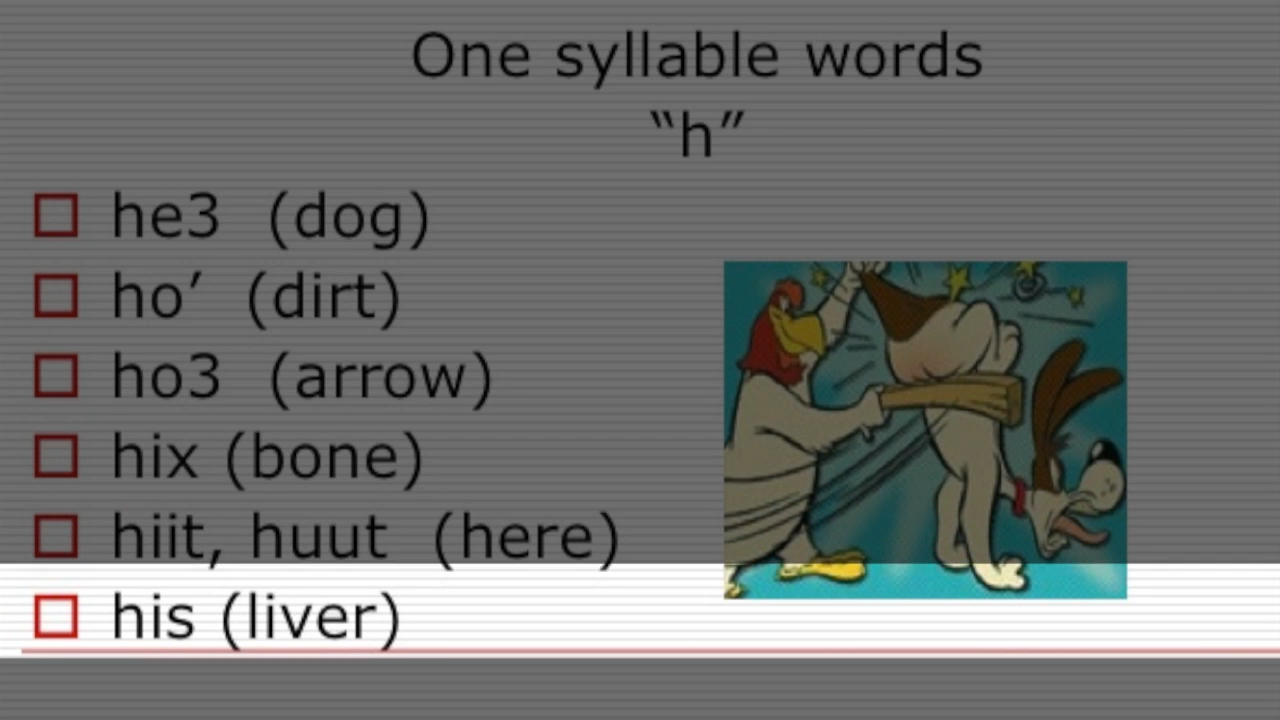 One syllable words
“h”
he3 (dog)
ho’ (dirt)
ho3 (arrow)
hix (bone)
hiit, huut (here)
his (liver)